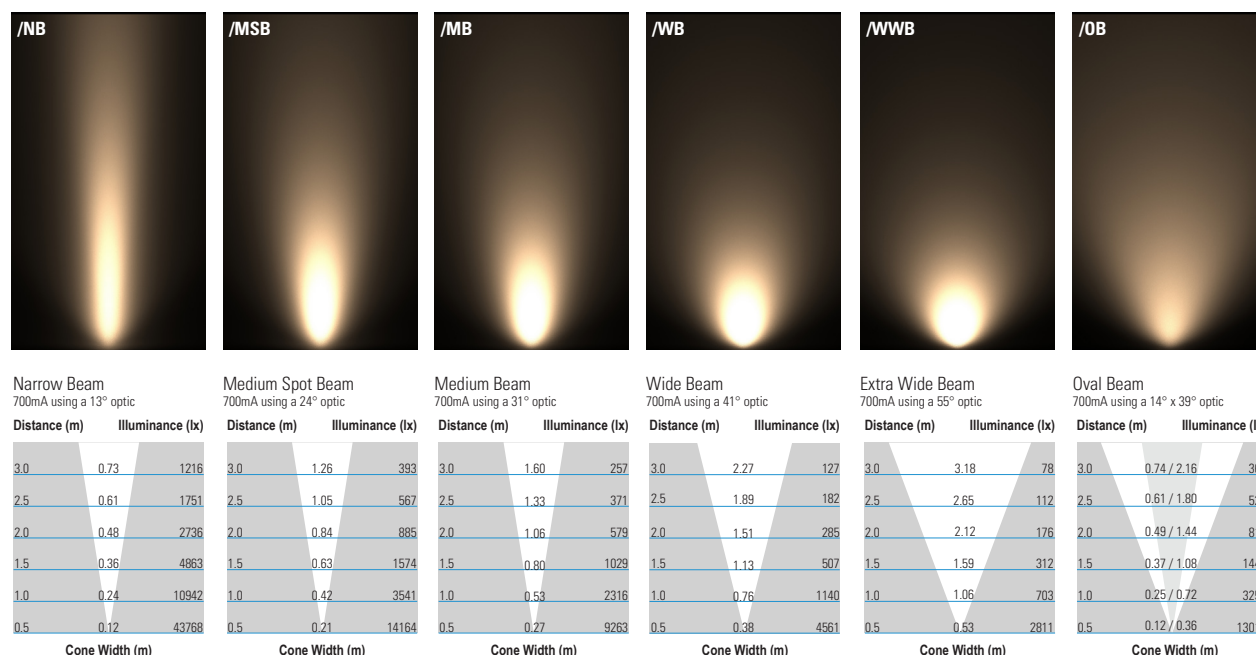 /NB
/MSB
/MB
/WB
/WWB
/OB
Narrow Beam
700mA using a 13° optic
Distance (m) Illuminance (lx)
3.0 0.73 1216
2.5 0.61 1751
2.0 0.48 2736
1.5 0.36 4863
1.0 0.24 10942
0.5 0.12 43768
Cone Width (m)
Medium Spot Beam
700mA using a 24° optic
Distance (m) Illuminance (lx)
3.0 1.26 393
2.5 1.05 567
2.0 0.84 885
1.5 0.63 1574
1.0 0.42 3541
0.5 0.21 14164
Cone Width (m)
Medium Beam
700mA using a 31° optic
Distance (m) Illuminance (lx)
3.0 1.60 257
2.5 1.33 371
2.0 1.06 579
1.5 0.80 1029
1.0 0.53 2316
0.5 0.27 9263
Cone Width (m)
Wide Beam
700mA using a 41° optic
Distance (m) Illuminance (lx)
3.0 2.27 127
2.5 1.89 182
2.0 1.51 285
1.5 1.13 507
1.0 0.76 1140
0.5 0.38 4561
Cone Width (m)
Extra Wide Beam
700mA using a 55° optic
Distance (m) Illuminance (lx)
3.0 3.18 78
2.5 2.65 112
2.0 2.12 176
1.5 1.59 312
1.0 1.06 703
0.5 0.53 2811
Cone Width (m)
Oval Beam
700mA using a 14° x 39° optic
Distance (m) Illuminance
3.0 0.74 / 2.16
2.5 0.61 / 1.80
2.0 0.49 / 1.44
1.5 0.37 / 1.08
1.0 0.25 / 0.72
0.5 0.12 / 0.36
Cone Width (m)